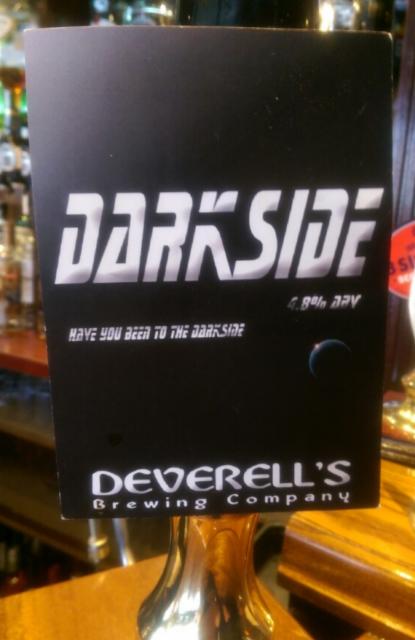 DARKSIDE
4.8% ABV
HAVE YOU BEEN TO THE DARKSIDE
DEVERELL'S
Brewing Company